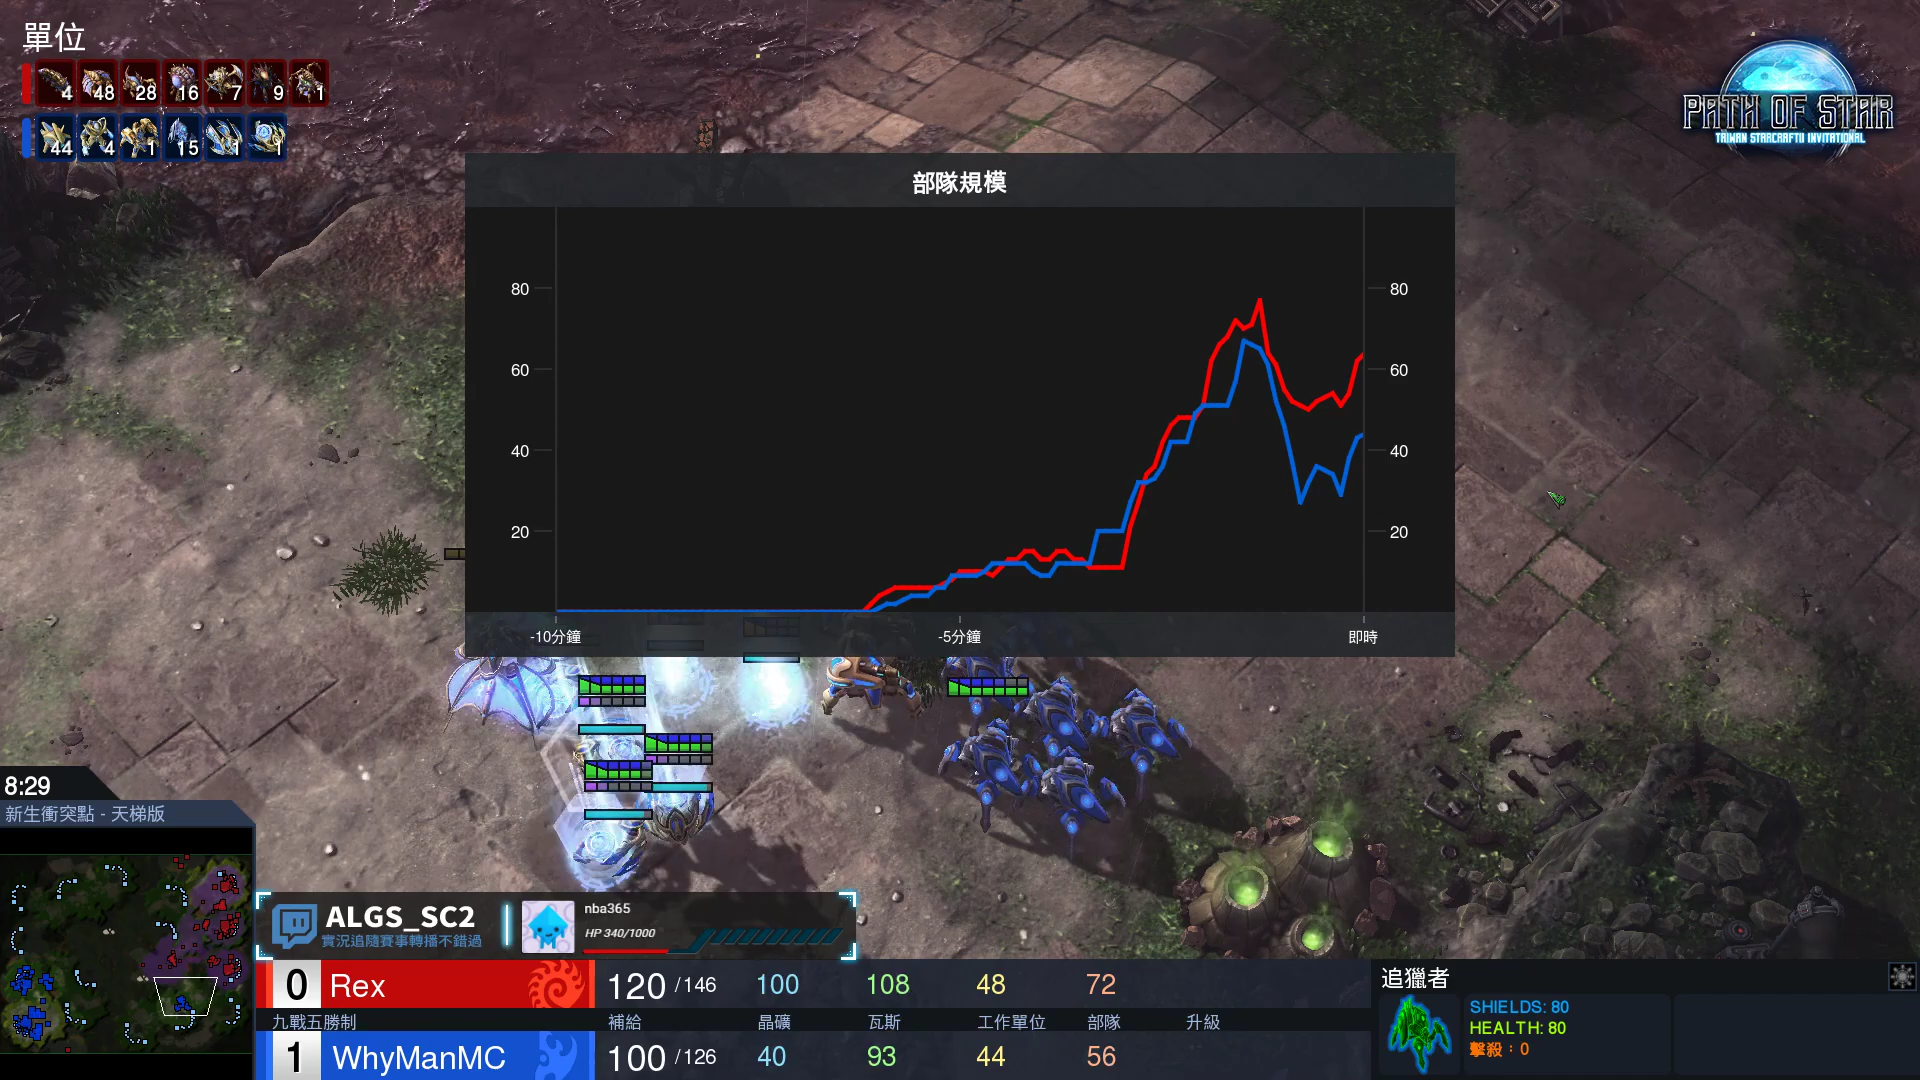 單位
4 48 28 16 7 9 1
44 4 1 15 1 1
PATH OF STAR
TAIWAN STARCRAFTII INVITATIONAL
部隊規模
80 80
60 60
40 40
20 20
-10分鐘 -5分鐘 即時
8:29
新生衝突點 - 天梯版
ALGS_SC2
實況追隨賽事轉播不錯過
nba365
HP 340/1000
0 Rex 120 /146 100 108 48 72
九戰五勝制 補給 晶礦 瓦斯 工作單位 部隊 升級
1 WhyManMC 100 /126 40 93 44 56
追獵者
SHIELDS: 80
HEALTH: 80
擊殺：0